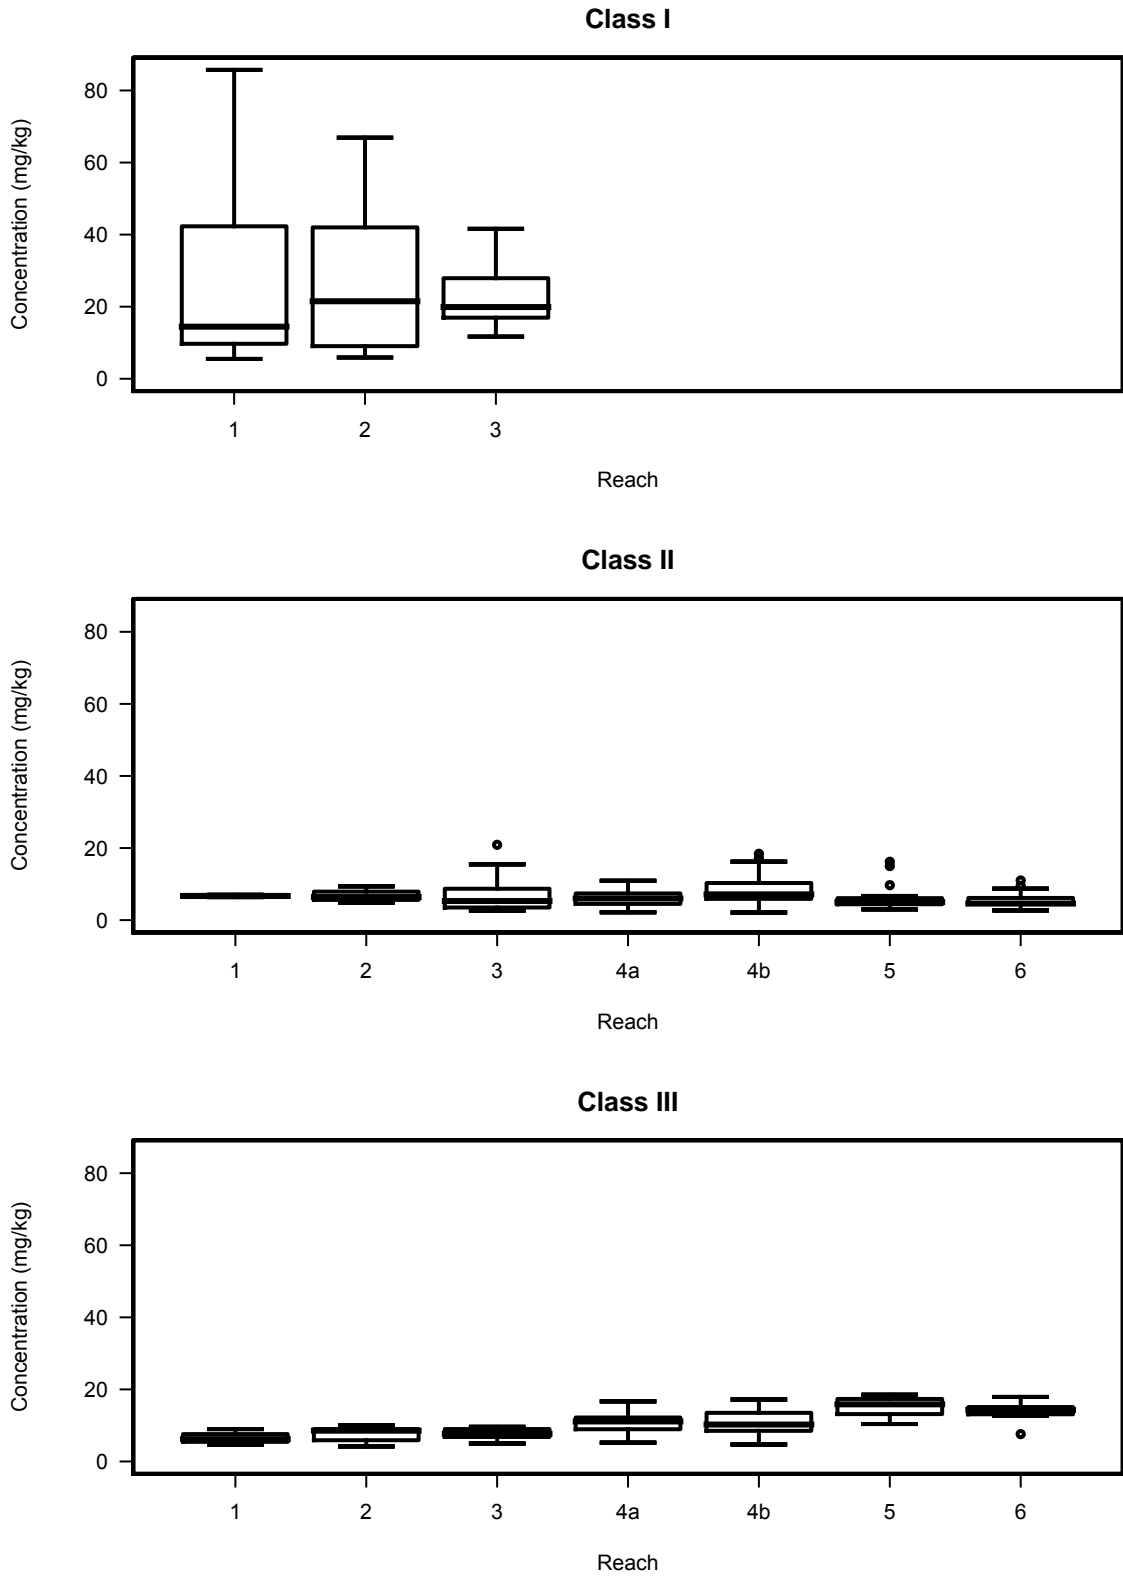 Class I
Concentration (mg/kg)
80
60
40
20
0
1 2 3
Reach
Class II
Concentration (mg/kg)
80
60
40
20
0
1 2 3 4a 4b 5 6
Reach
Class III
Concentration (mg/kg)
80
60
40
20
0
1 2 3 4a 4b 5 6
Reach